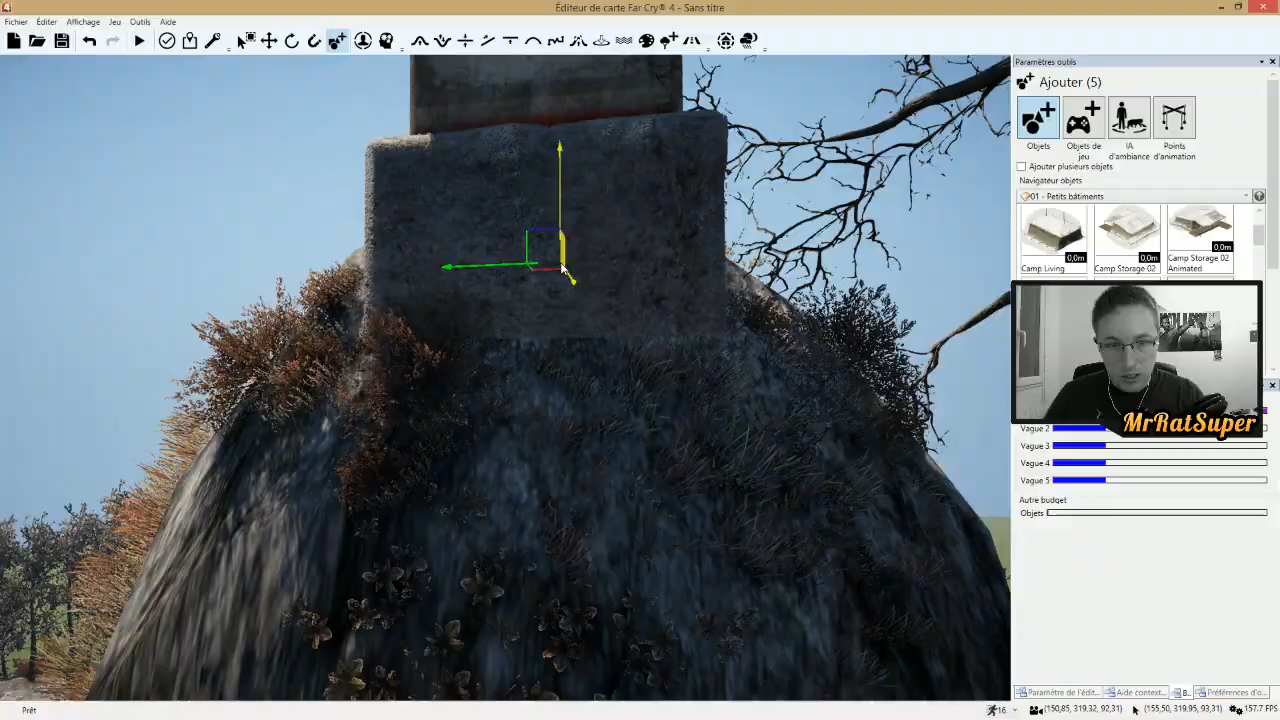 Éditeur de carte Far Cry® 4 - Sans titre
Fichier Éditer Affichage Jeu Outils Aide
Paramètres outils
Ajouter (5)
Objets
Objets de jeu
IA d'ambiance
Points d'animation
Ajouter plusieurs objets
Navigateur objets
01 - Petits bâtiments
0,0m
Camp Living
0,0m
Camp Storage 02
0,0m
Camp Storage 02 Animated
MrRatSuper
Vague 2
Vague 3
Vague 4
Vague 5
Autre budget
Objets
Paramètre de l'édit... Aide context... B... Préférences d'o...
Prêt
16 (150,85, 319.32, 92,31) (155,50, 319.95, 93,31) 157.7 FPS